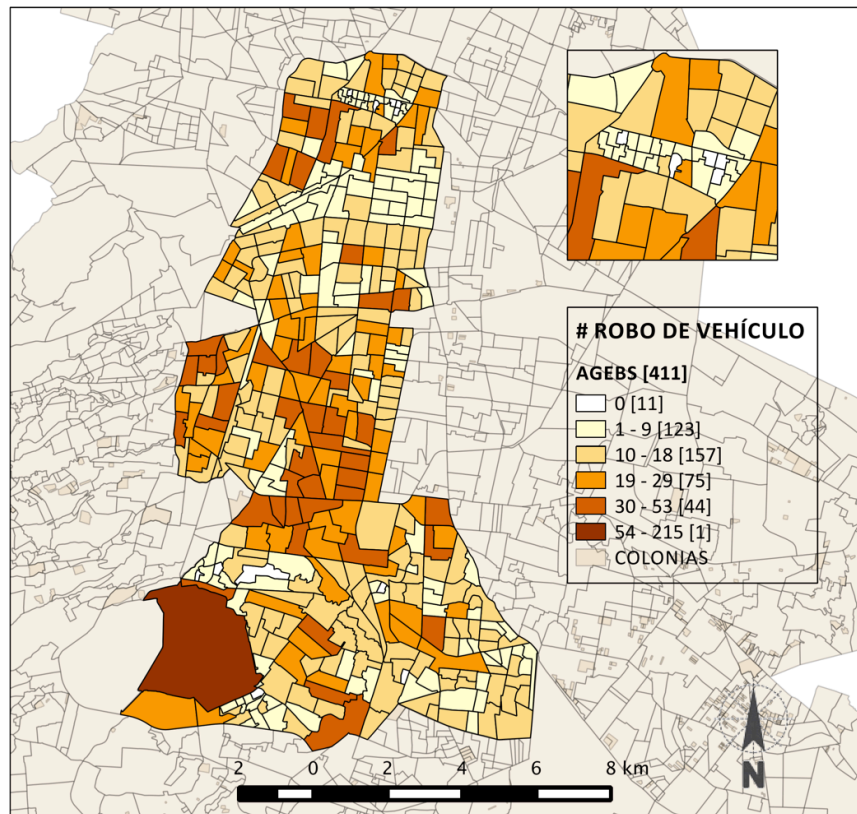 # ROBO DE VEHÍCULO
AGEBS [411]
0 [11]
1 - 9 [123]
10 - 18 [157]
19 - 29 [75]
30 - 53 [44]
54 - 215 [1]
COLONIAS
N
2 0 2 4 6 8 km